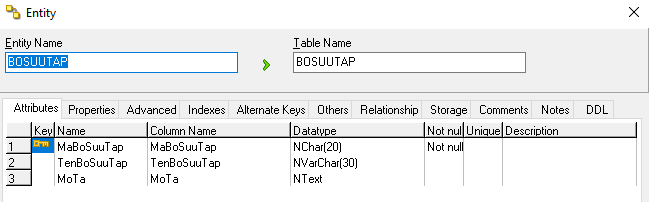 Entity
Entity Name Table Name
BOSUUTAP BOSUUTAP
Attributes Properties Advanced Indexes Alternate Keys Others Relationship Storage Comments Notes DDL
Key Name Column Name Datatype Not nul Unique Description
1 MaBoSuuTap MaBoSuuTap NChar(20) Not null
2 TenBoSuuTap TenBoSuuTap NVarChar(30)
3 MoTa MoTa NText